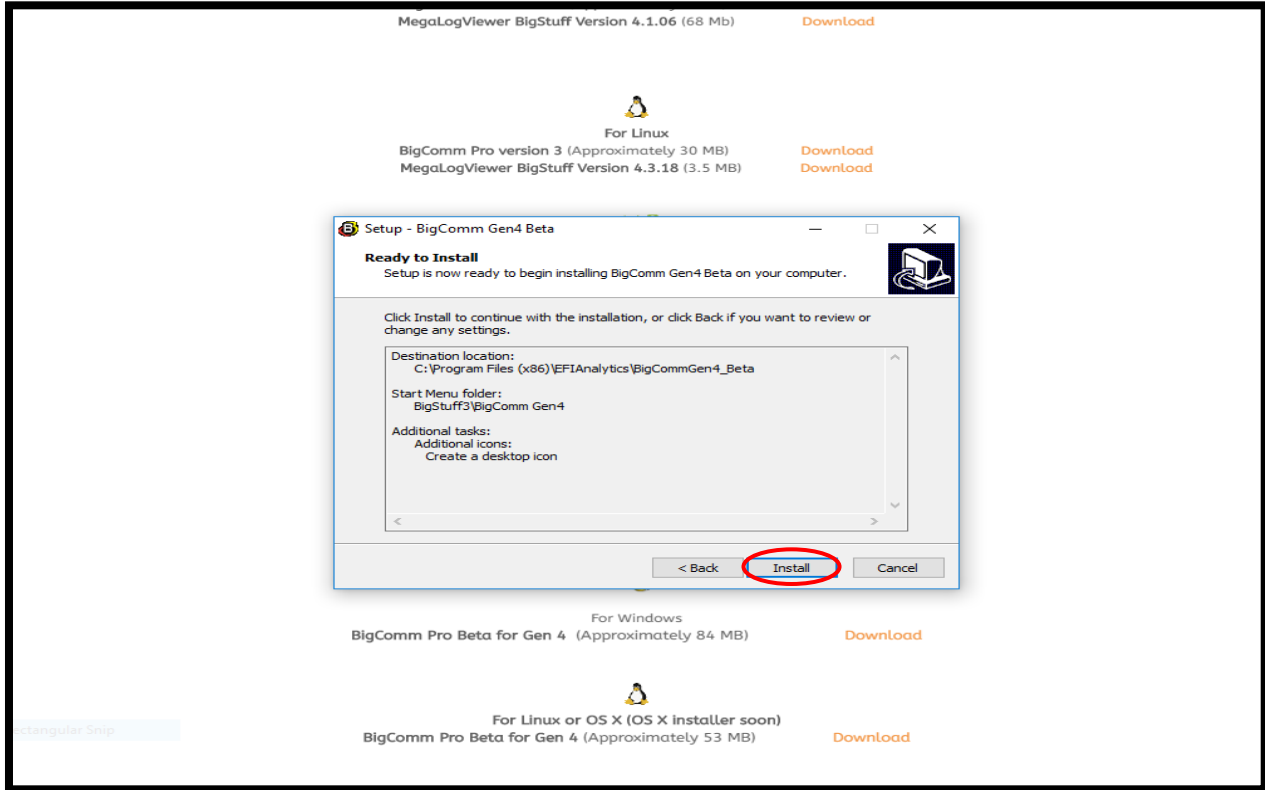 MegaLogViewer BigStuff Version 4.1.06 (68 Mb) Download
For Linux
BigComm Pro version 3 (Approximately 30 MB) Download
MegaLogViewer BigStuff Version 4.3.18 (3.5 MB) Download
Setup - BigComm Gen4 Beta
Ready to Install
Setup is now ready to begin installing BigComm Gen4 Beta on your computer.
Click Install to continue with the installation, or click Back if you want to review or
change any settings.
Destination location:
C:\Program Files (x86)\EFIAnalytics\BigCommGen4_Beta
Start Menu folder:
BigStuff3\BigComm Gen4
Additional tasks:
Additional icons:
Create a desktop icon
< Back Install Cancel
For Windows
BigComm Pro Beta for Gen 4 (Approximately 84 MB) Download
For Linux or OS X (OS X installer soon)
ectangular Snip
BigComm Pro Beta for Gen 4 (Approximately 53 MB) Download